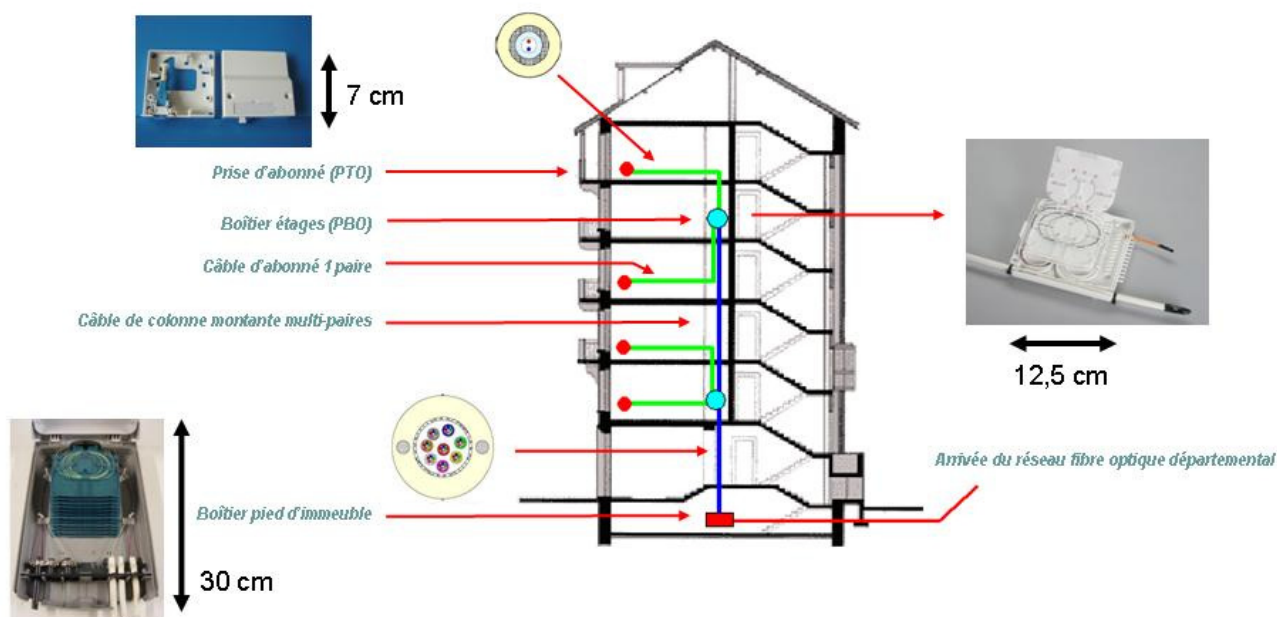 7 cm
Prise d'abonné (PTO)
Boîtier étages (PBO)
Câble d'abonné 1 paire
Câble de colonne montante multi-paires
12,5 cm
Arrivée du réseau fibre optique départemental
Boîtier pied d'immeuble
30 cm